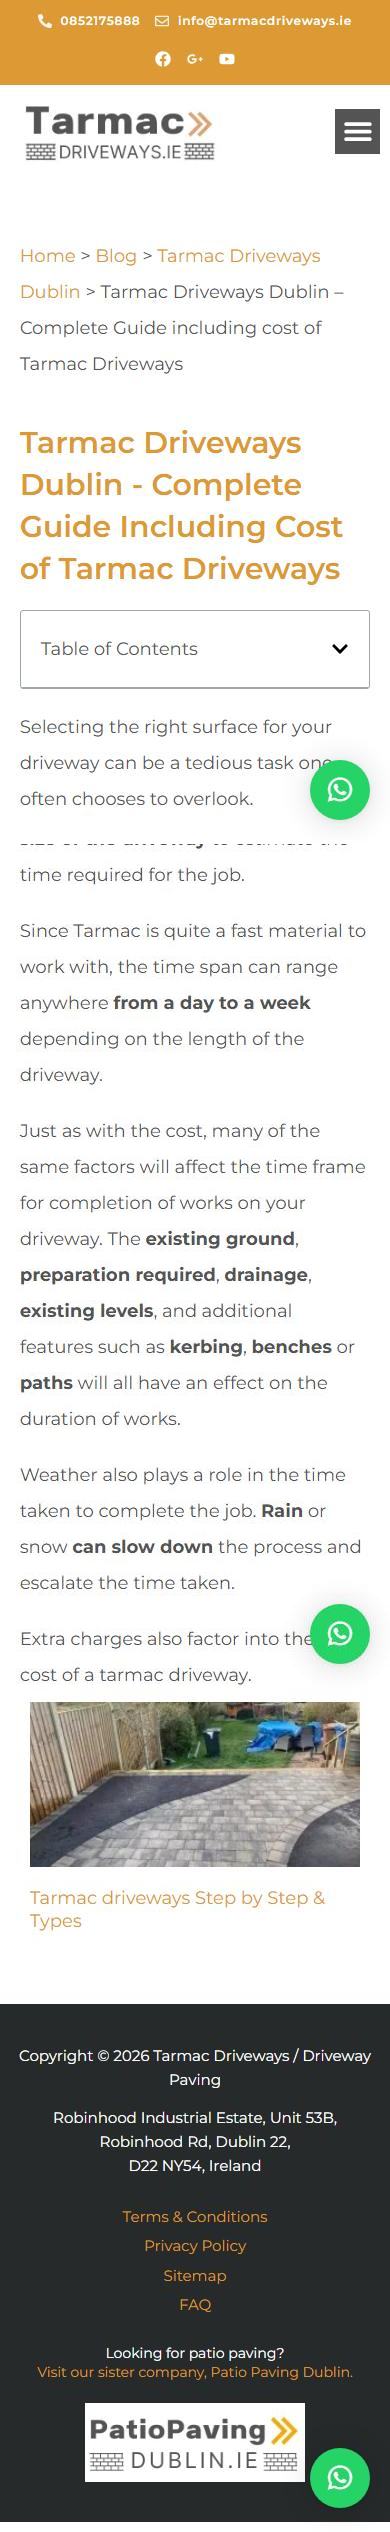 0852175888 info@tarmacdriveways.ie
Tarmac
DRIVEWAYS.IE
Home > Blog > Tarmac Driveways
Dublin > Tarmac Driveways Dublin –
Complete Guide including cost of
Tarmac Driveways
Tarmac Driveways
Dublin - Complete
Guide Including Cost
of Tarmac Driveways
Table of Contents
Selecting the right surface for your
driveway can be a tedious task one
often chooses to overlook.
time required for the job.
Since Tarmac is quite a fast material to
work with, the time span can range
anywhere from a day to a week
depending on the length of the
driveway.
Just as with the cost, many of the
same factors will affect the time frame
for completion of works on your
driveway. The existing ground,
preparation required, drainage,
existing levels, and additional
features such as kerbing, benches or
paths will all have an effect on the
duration of works.
Weather also plays a role in the time
taken to complete the job. Rain or
snow can slow down the process and
escalate the time taken.
Extra charges also factor into the
cost of a tarmac driveway.
Tarmac driveways Step by Step &
Types
Copyright © 2026 Tarmac Driveways / Driveway
Paving
Robinhood Industrial Estate, Unit 53B,
Robinhood Rd, Dublin 22,
D22 NY54, Ireland
Terms & Conditions
Privacy Policy
Sitemap
FAQ
Looking for patio paving?
Visit our sister company, Patio Paving Dublin.
PatioPaving
DUBLIN.IE